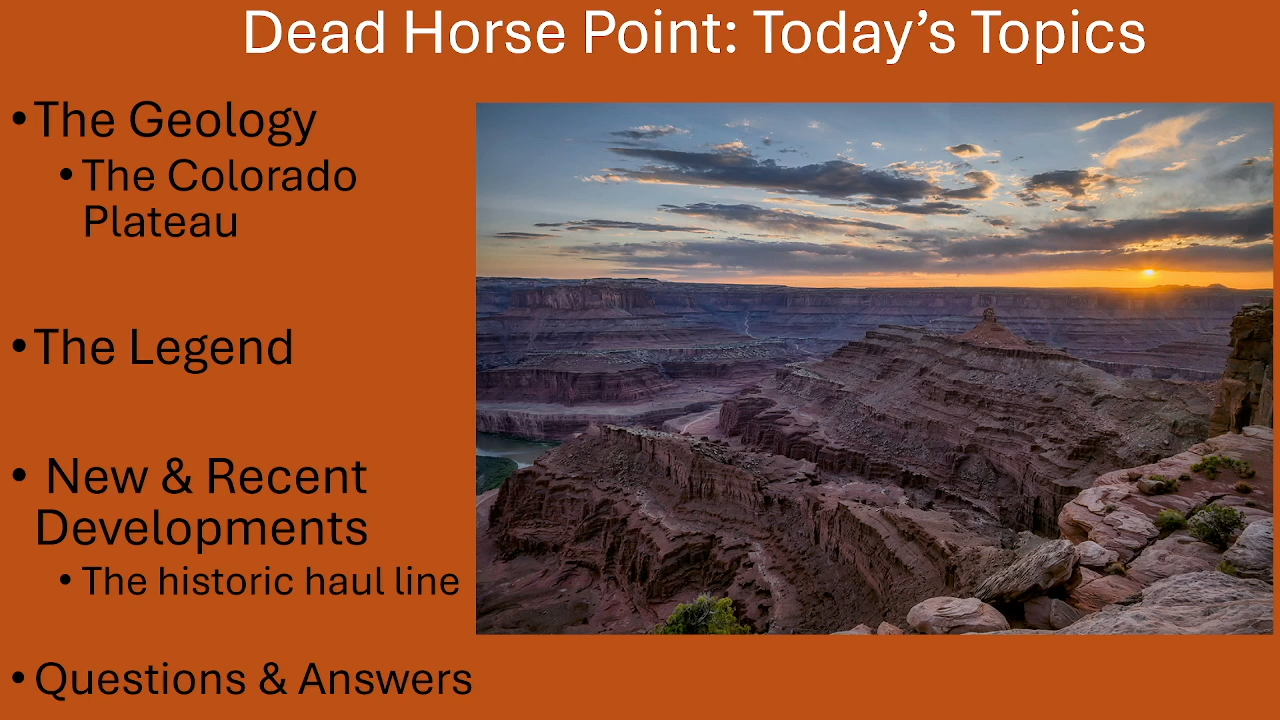 Dead Horse Point: Today’s Topics
•The Geology
•The Colorado
Plateau
•The Legend
• New & Recent
Developments
•The historic haul line
•Questions & Answers